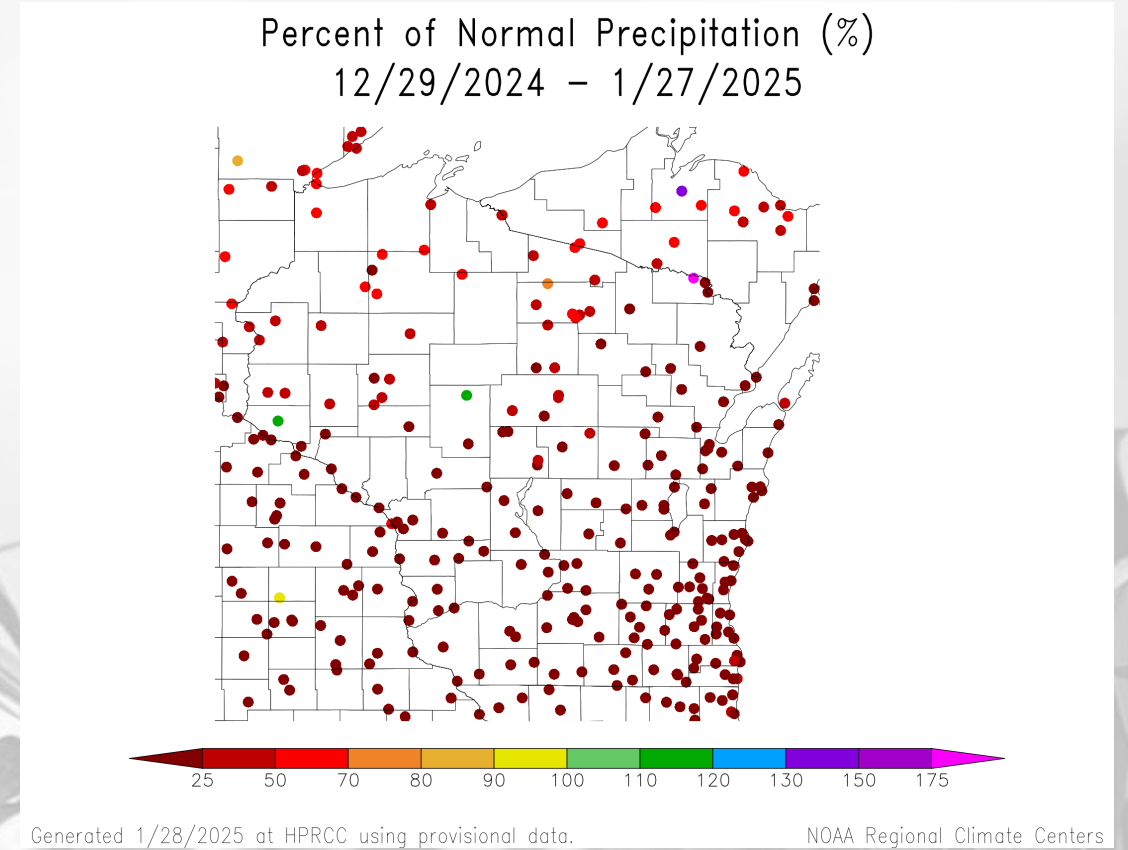 Percent of Normal Precipitation (%)
12/29/2024 – 1/27/2025
25 50 70 80 90 100 110 120 130 150 175
Generated 1/28/2025 at HPRCC using provisional data.
NOAA Regional Climate Centers